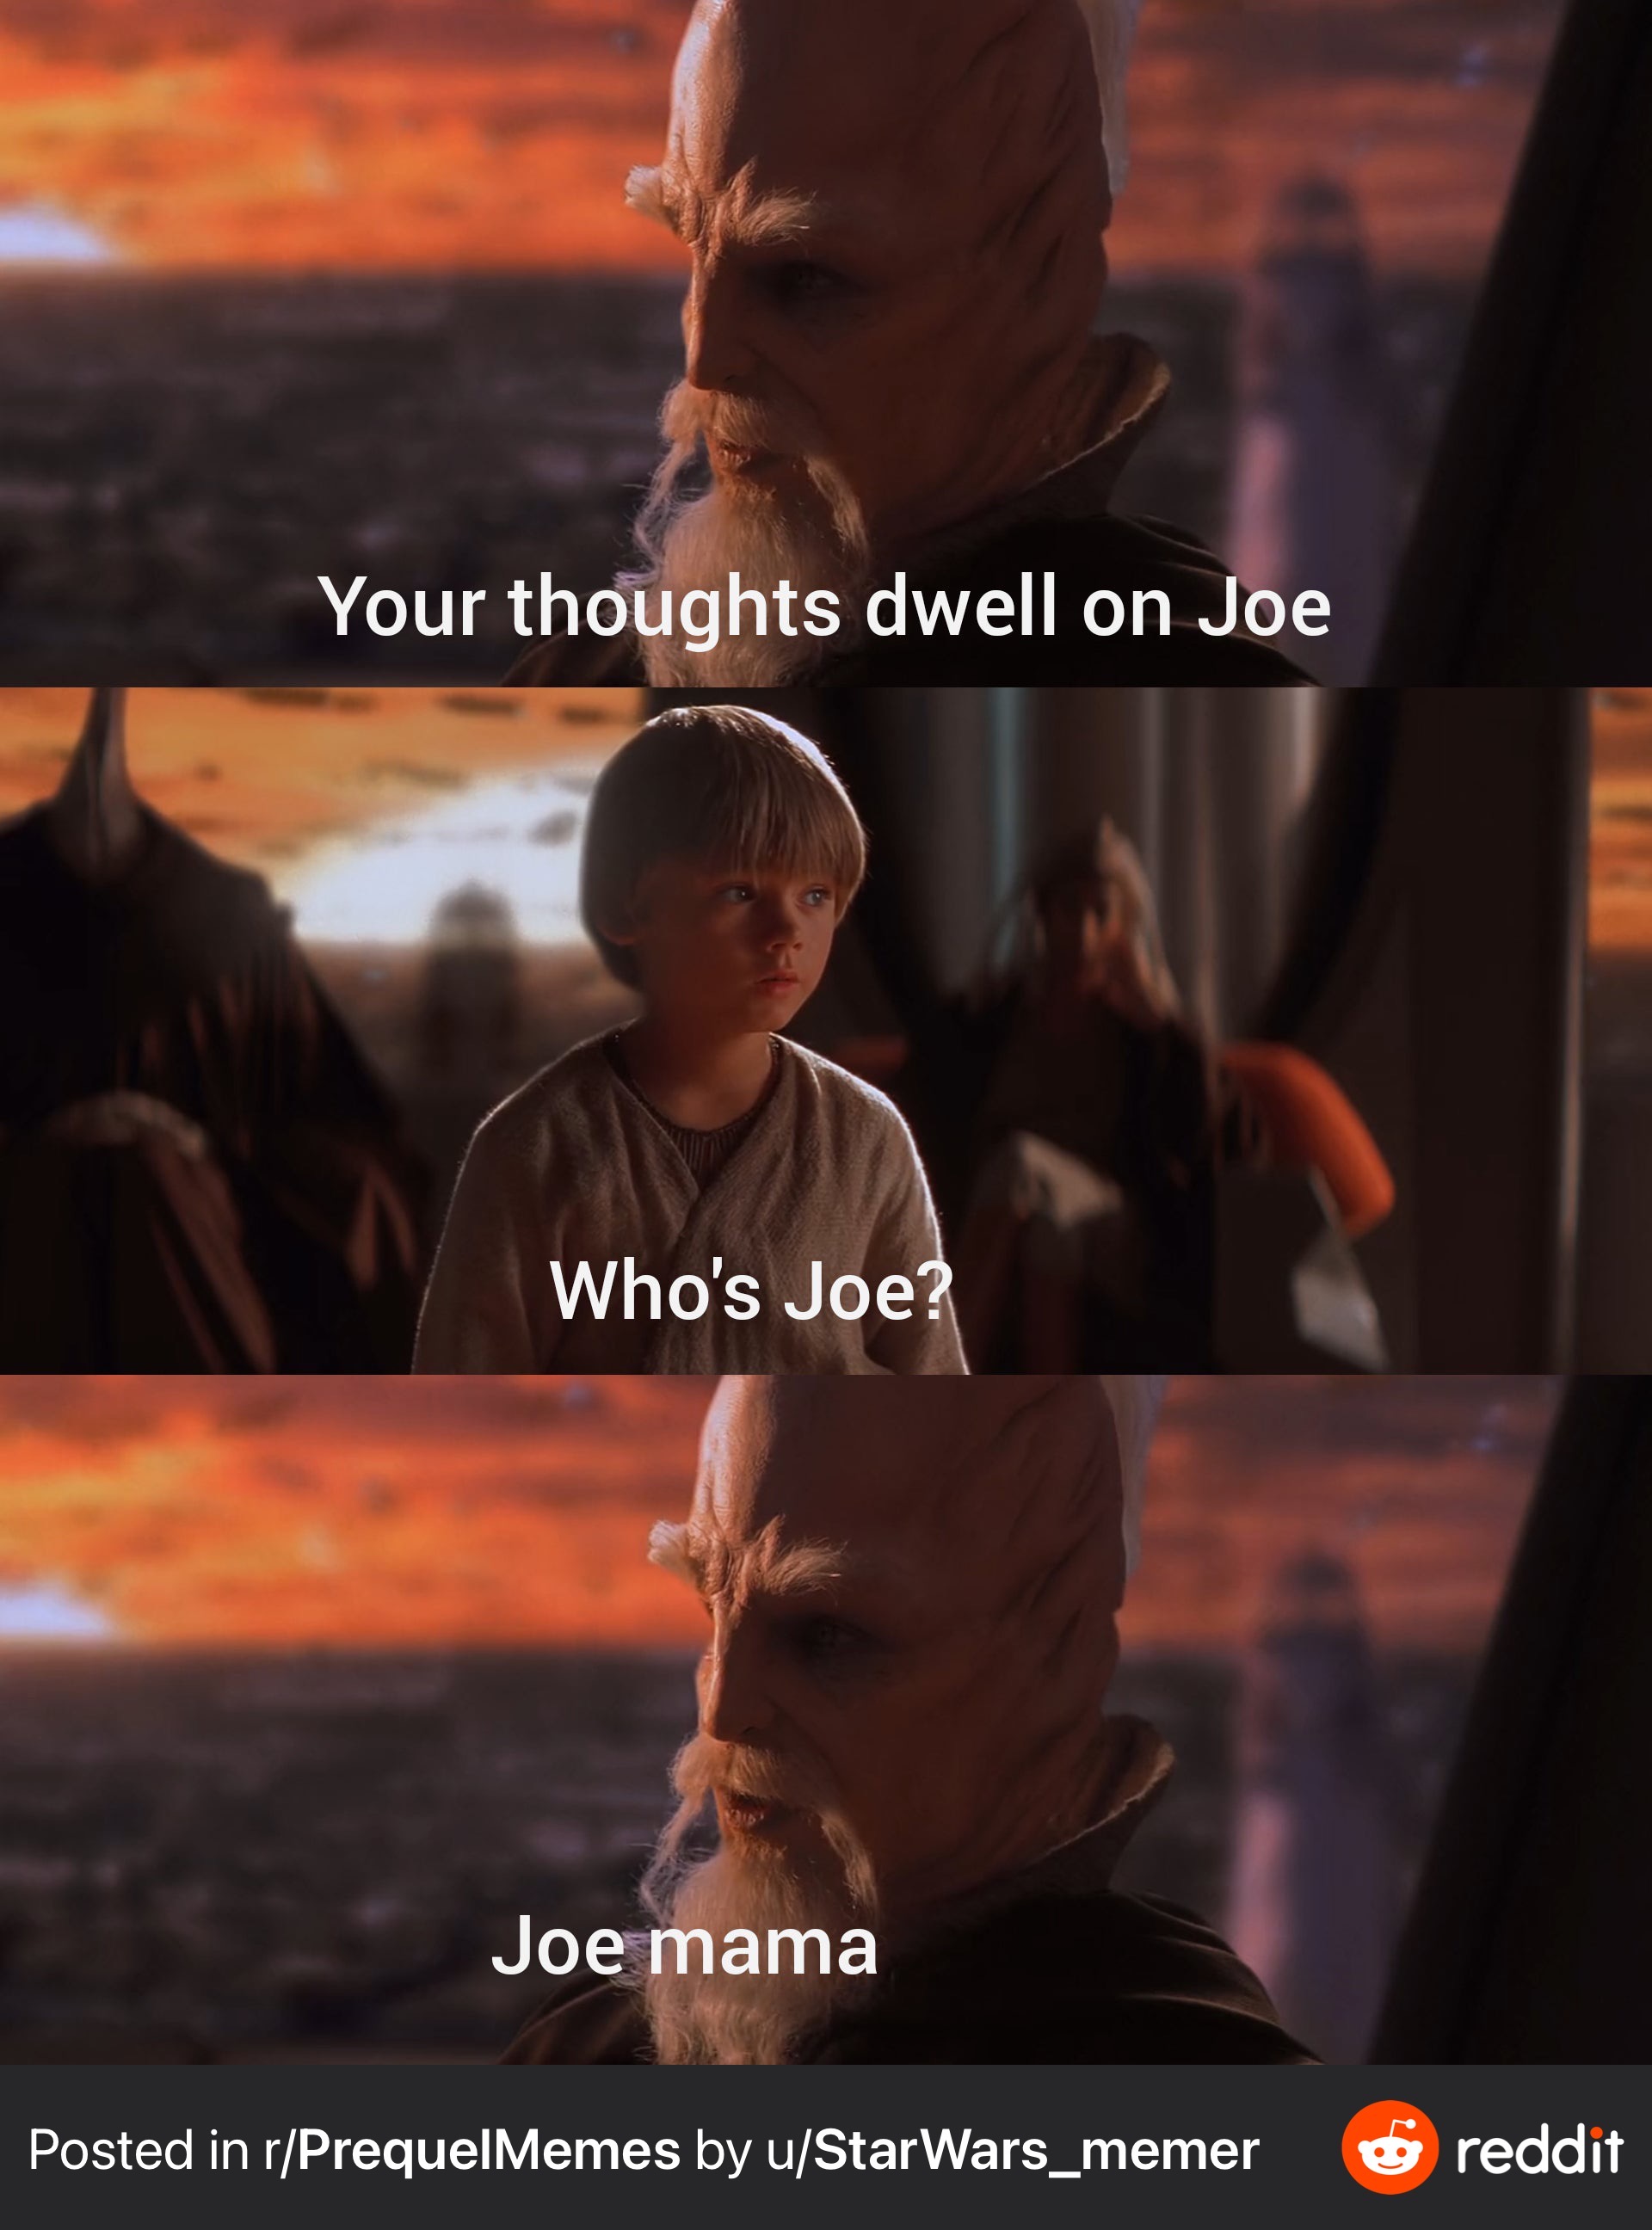 Your thoughts dwell on Joe
Who's Joe?
Joe mama
Posted in r/PrequelMemes by u/StarWars_memer reddit